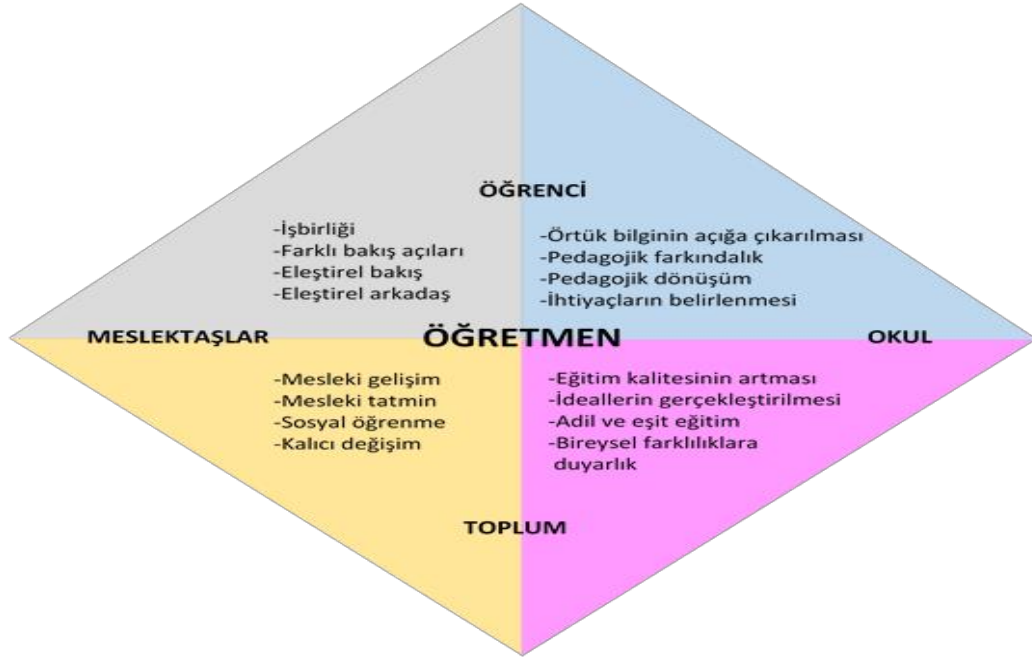 ÖĞRENCİ
-İşbirliği
-Farklı bakış açıları
-Eleştirel bakış
-Eleştirel arkadaş
-Örtük bilginin açığa çıkarılması
-Pedagojik farkındalık
-Pedagojik dönüşüm
-İhtiyaçların belirlenmesi
MESLEKTAŞLAR
ÖĞRETMEN
OKUL
-Mesleki gelişim
-Mesleki tatmin
-Sosyal öğrenme
-Kalıcı değişim
-Eğitim kalitesinin artması
-İdeallerin gerçekleştirilmesi
-Adil ve eşit eğitim
-Bireysel farklılıklara
duyarlık
TOPLUM